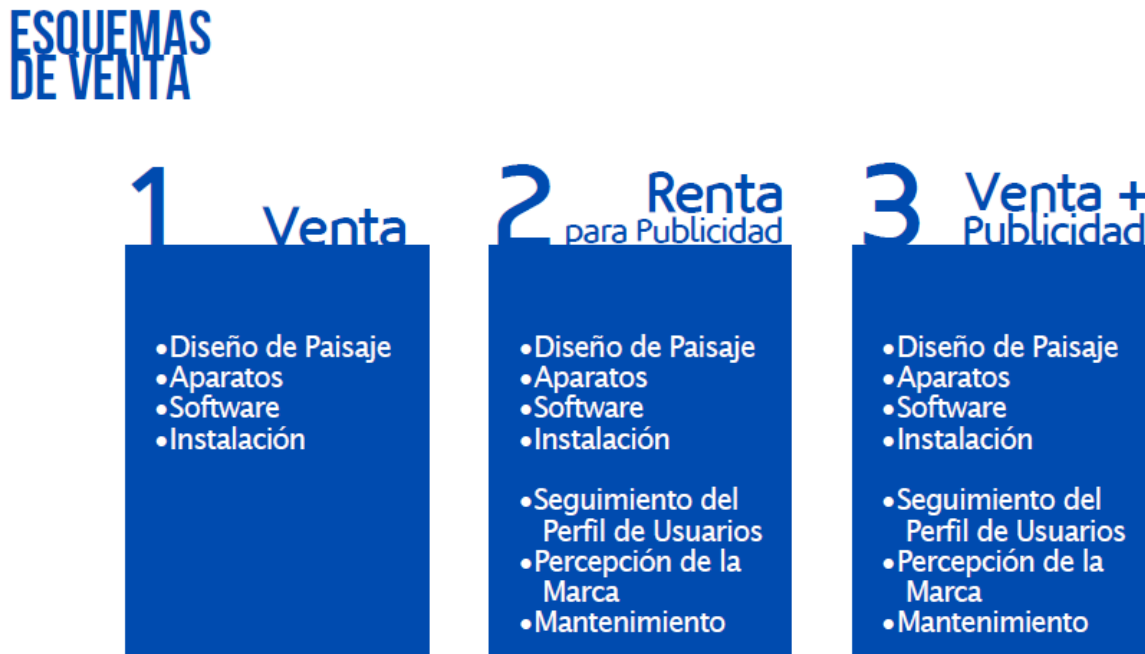 ESQUEMAS
DE VENTA
1 Venta
•Diseño de Paisaje
•Aparatos
•Software
•Instalación
2 Renta
para Publicidad
•Diseño de Paisaje
•Aparatos
•Software
•Instalación
•Seguimiento del
Perfil de Usuarios
•Percepción de la
Marca
•Mantenimiento
3 Venta +
Publicidad
•Diseño de Paisaje
•Aparatos
•Software
•Instalación
•Seguimiento del
Perfil de Usuarios
•Percepción de la
Marca
•Mantenimiento